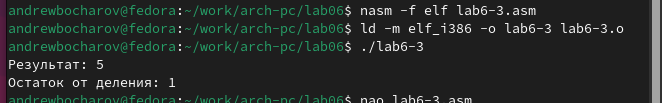 andrewbocharov@fedora:~/work/arch-pc/lab06$ nasm -f elf lab6-3.asm
andrewbocharov@fedora:~/work/arch-pc/lab06$ ld -m elf_i386 -o lab6-3 lab6-3.o
andrewbocharov@fedora:~/work/arch-pc/lab06$ ./lab6-3
Результат: 5
Остаток от деления: 1
andrewbocharov@fedora:~/work/arch-pc/lab06$ nao lab6-3.asm